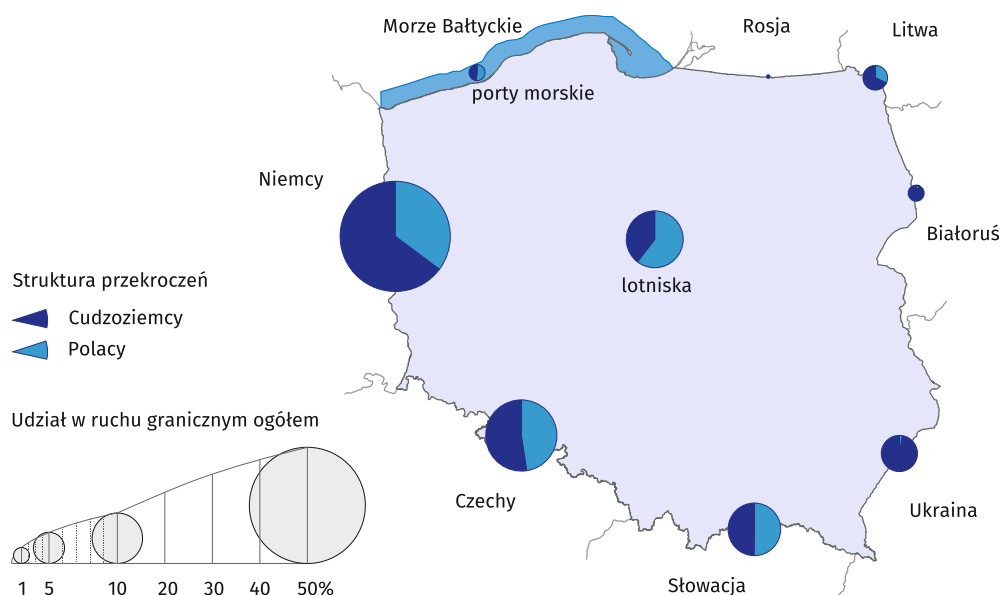 Morze Bałtyckie
Rosja
Litwa
porty morskie
Niemcy
Białoruś
lotniska
Struktura przekroczeń
Cudzoziemcy
Polacy
Udział w ruchu granicznym ogółem
Czechy
Ukraina
Słowacja
1 5 10 20 30 40 50%